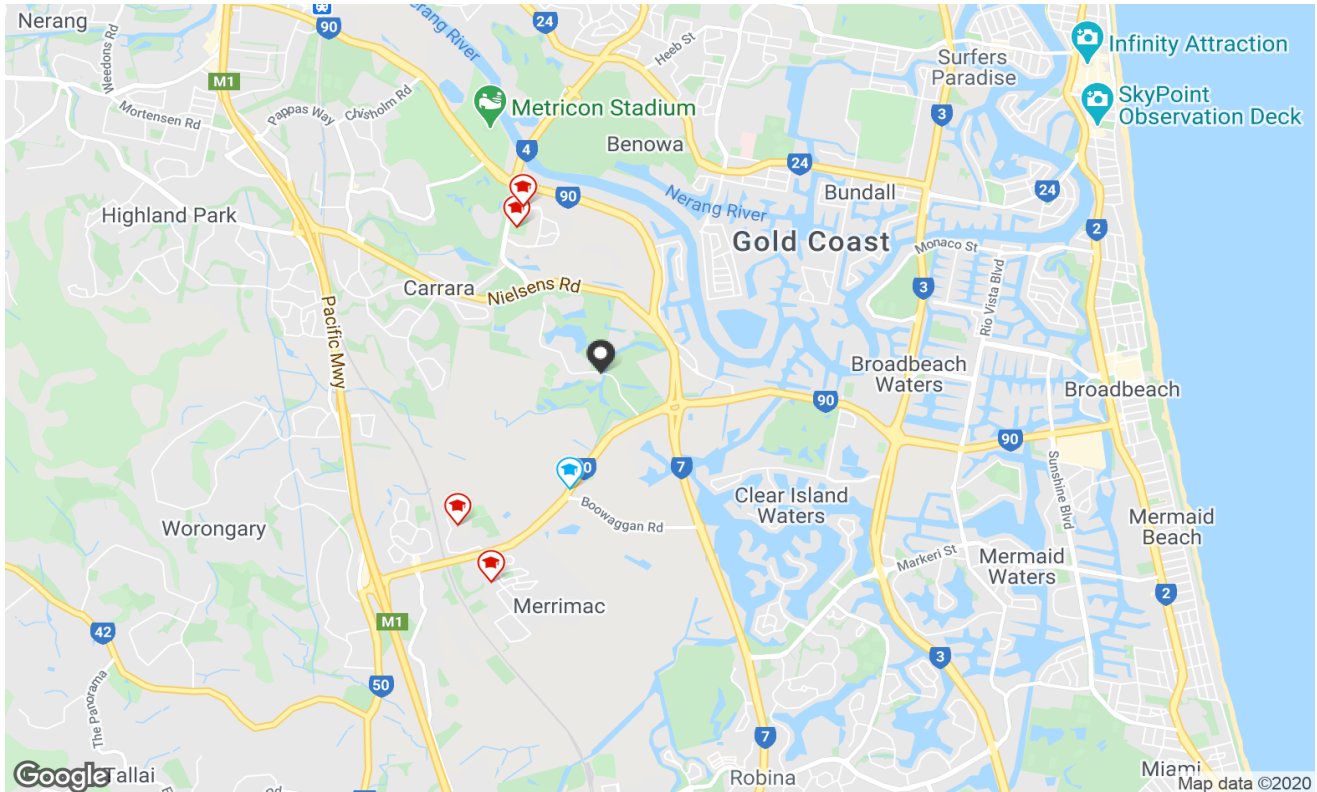 Nerang
90
24
Nerang River
Heeb St
Infinity Attraction
Weedons Rd
M1
Surfers
Paradise
SkyPoint
Observation Deck
Mortensen Rd
Pappas Way
Chisholm Rd
Metricon Stadium
3
4
Benowa
24
Bundall
24
90
Nerang River
Highland Park
2
Gold Coast
Monaco St
Carrara
Nielsens Rd
3
Rio Vista Blvd
Pacific Mwy
Broadbeach
Waters
Broadbeach
90
90
7
Sunshine Blvd
Clear Island
Waters
Boowaggan Rd
Worongary
Mermaid
Beach
Markeri St
Mermaid
Waters
2
Merrimac
M1
42
3
50
The Panorama
7
Google
Tallai
Robina
Miami
Map data ©2020